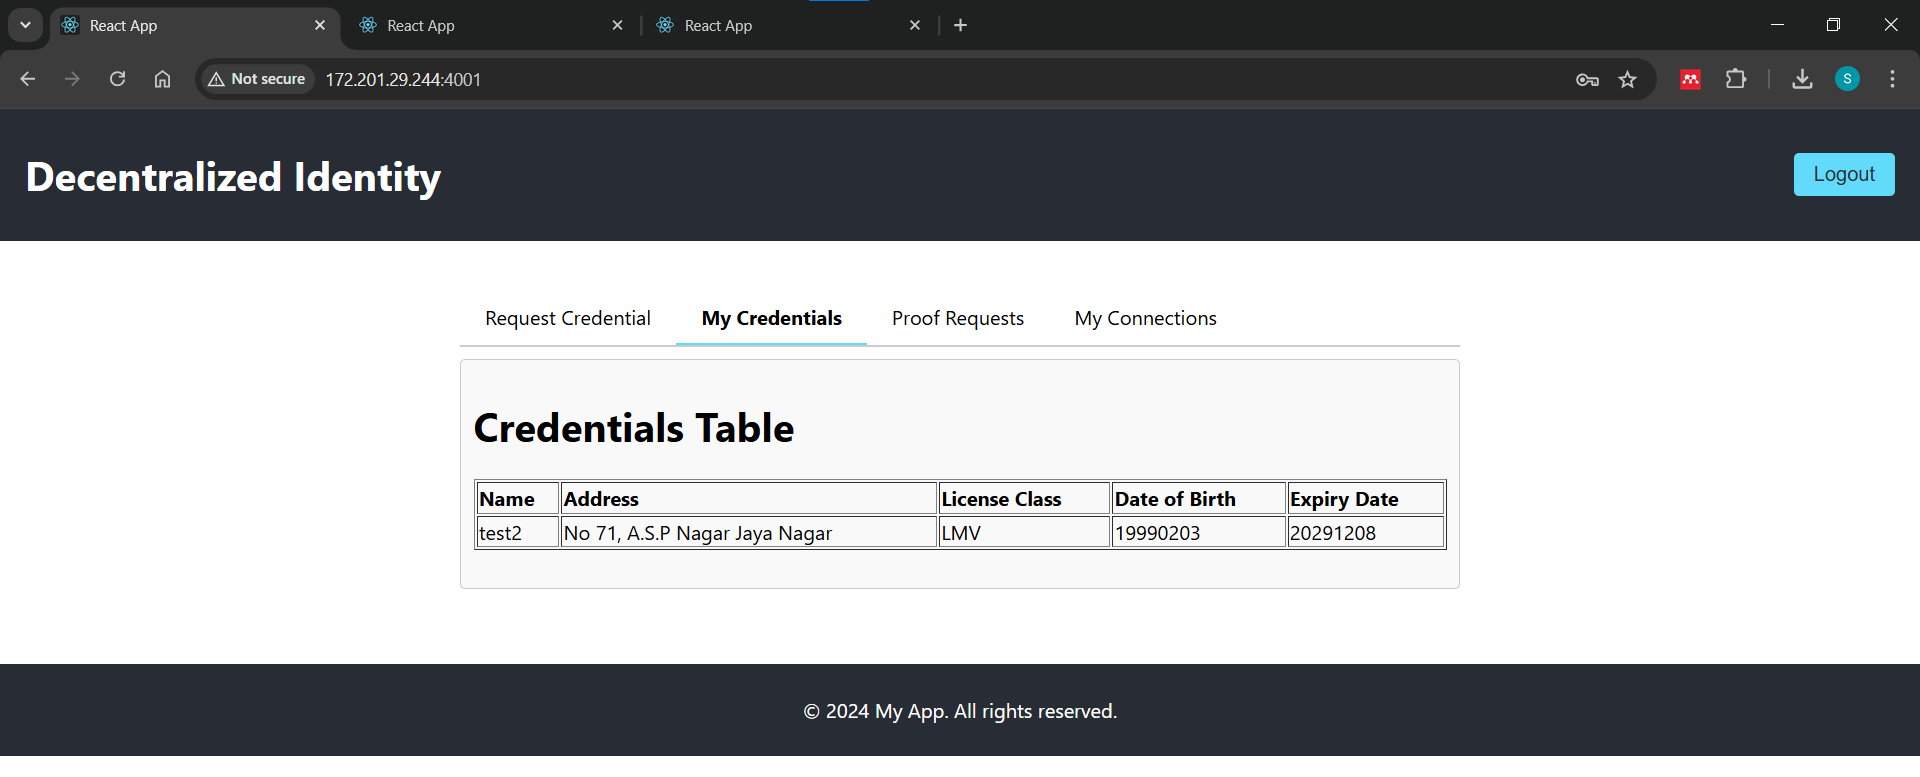 React App
React App
React App
Not secure
172.201.29.244:4001
S
Decentralized Identity
Logout
Request Credential
My Credentials
Proof Requests
My Connections
Credentials Table
Name Address License Class Date of Birth Expiry Date
test2 No 71, A.S.P Nagar Jaya Nagar LMV 19990203 20291208
© 2024 My App. All rights reserved.